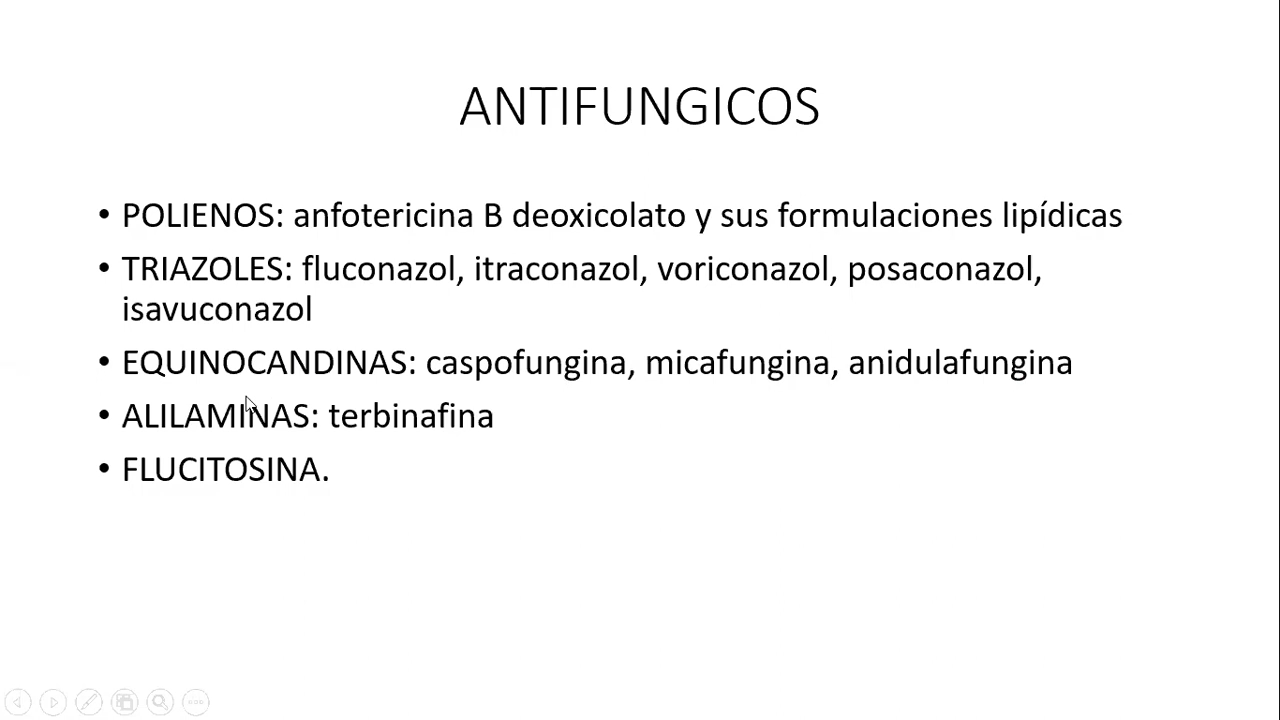 ANTIFUNGICOS
• POLIENOS: anfotericina B deoxicolato y sus formulaciones lipídicas
• TRIAZOLES: fluconazol, itraconazol, voriconazol, posaconazol,
isavuconazol
• EQUINOCANDINAS: caspofungina, micafungina, anidulafungina
• ALILAMINAS: terbinafina
• FLUCITOSINA.